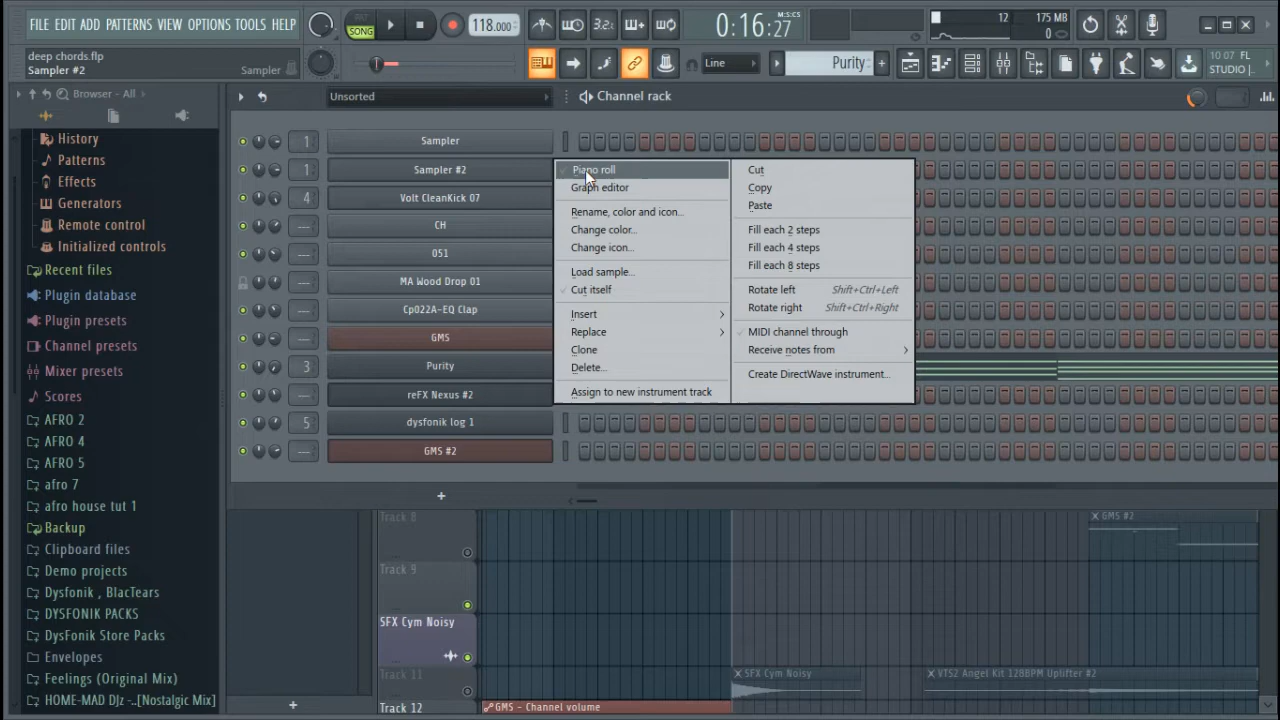 FILE EDIT ADD PATTERNS VIEW OPTIONS TOOLS HELP
SONG
118.000
3.2:
0:16:27
M:S:CS
12
175 MB
0
deep chords.flp
Sampler #2
Sampler
Line
Purity
10:07 FL
STUDIO |..
Browser - All
Unsorted
Channel rack
History
Patterns
Effects
Generators
Remote control
Initialized controls
Recent files
Plugin database
Plugin presets
Channel presets
Mixer presets
Scores
AFRO 2
AFRO 4
AFRO 5
afro 7
afro house tut 1
Backup
Clipboard files
Demo projects
Dysfonik , BlacTears
DYSFONIK PACKS
DysFonik Store Packs
Envelopes
Feelings (Original Mix)
HOME-MAD DJz -..[Nostalgic Mix]
1
Sampler
1
Sampler #2
4
Volt CleanKick 07
---
CH
---
051
---
MA Wood Drop 01
---
Cp022A-EQ Clap
---
GMS
3
Purity
---
reFX Nexus #2
5
dysfonik log 1
---
GMS #2
Piano roll
Graph editor
Rename, color and icon...
Change color...
Change icon...
Load sample...
Cut itself
Insert
Replace
Clone
Delete...
Assign to new instrument track
Cut
Copy
Paste
Fill each 2 steps
Fill each 4 steps
Fill each 8 steps
Rotate left Shift+Ctrl+Left
Rotate right Shift+Ctrl+Right
MIDI channel through
Receive notes from
Create DirectWave instrument...
Track 8
GMS #2
Track 9
SFX Cym Noisy
Track 11
SFX Cym Noisy
VTS2 Angel Kit 128BPM Uplifter #2
Track 12
GMS - Channel volume